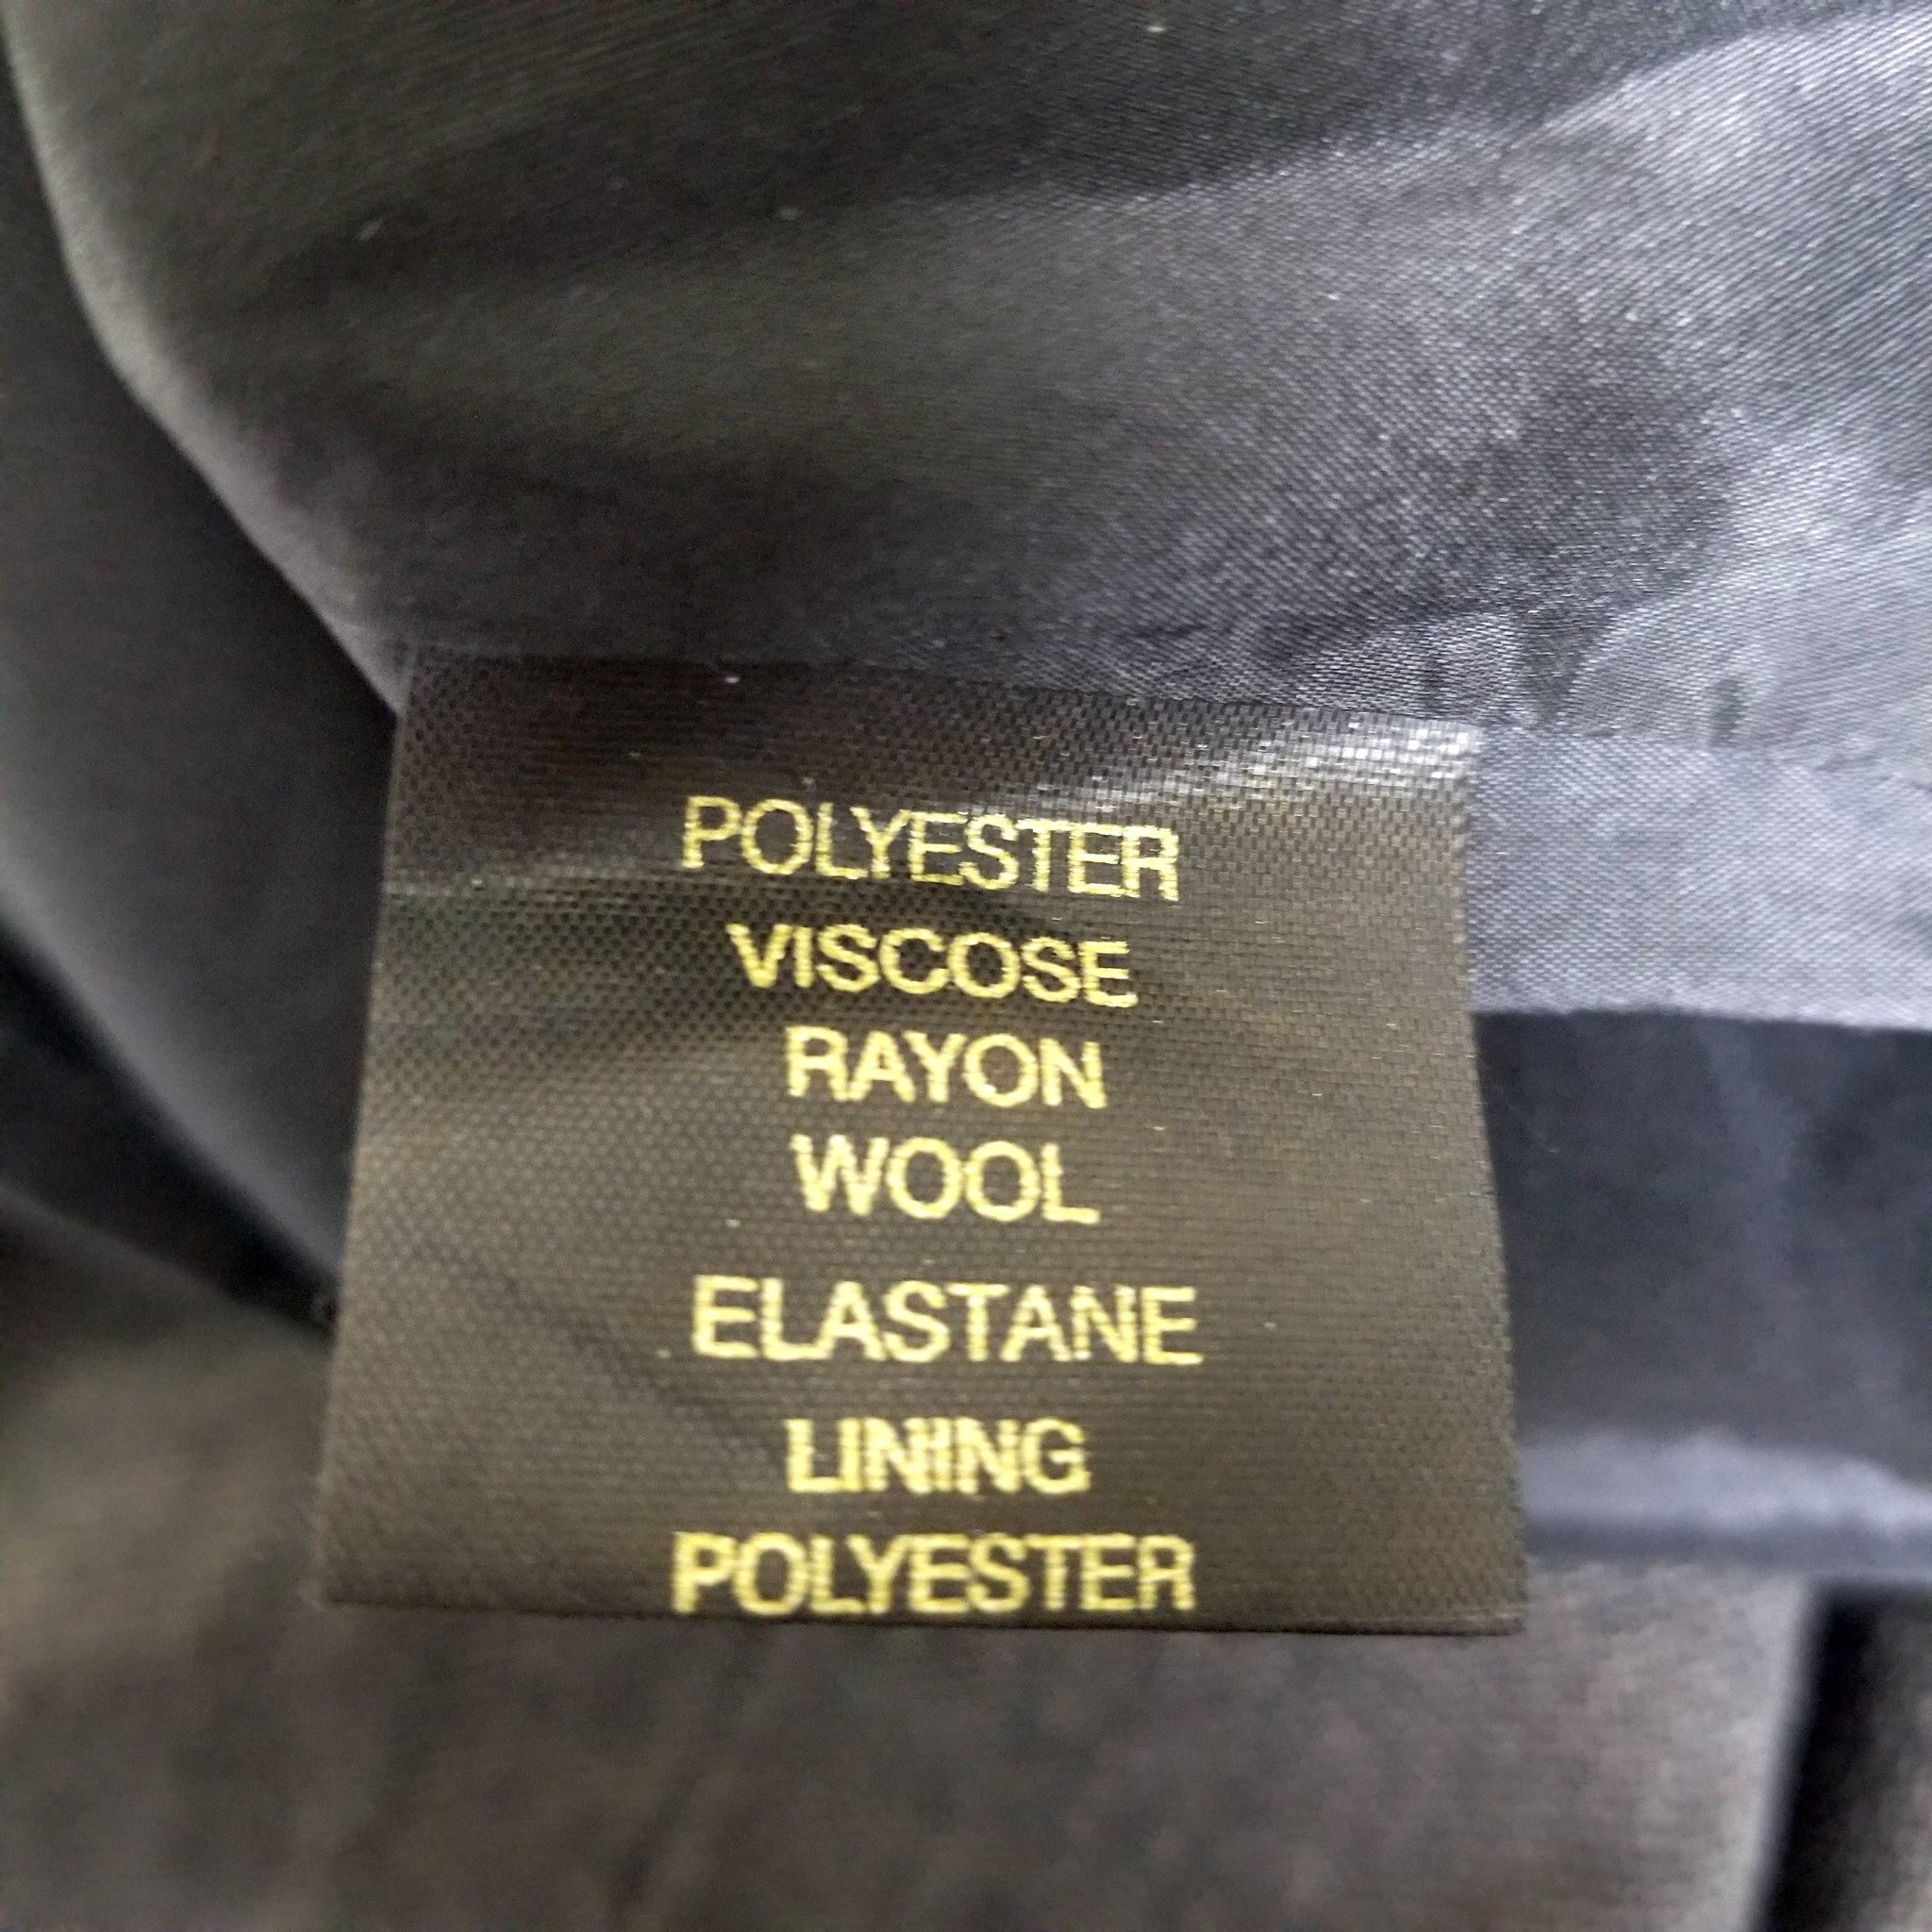 POLYESTER
VISCOSE
RAYON
WOOL
ELASTANE
LINING
POLYESTER